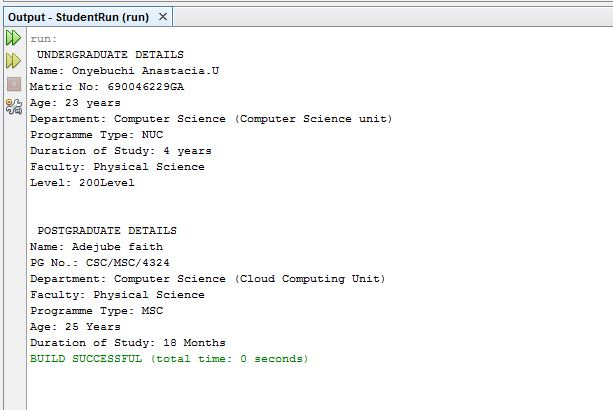 Output - StudentRun (run)
run:
UNDERGRADUATE DETAILS
Name: Onyebuchi Anastacia.U
Matric No: 690046229GA
Age: 23 years
Department: Computer Science (Computer Science unit)
Programme Type: NUC
Duration of Study: 4 years
Faculty: Physical Science
Level: 200Level
POSTGRADUATE DETAILS
Name: Adejube faith
PG No.: CSC/MSC/4324
Department: Computer Science (Cloud Computing Unit)
Faculty: Physical Science
Programme Type: MSC
Age: 25 Years
Duration of Study: 18 Months
BUILD SUCCESSFUL (total time: 0 seconds)